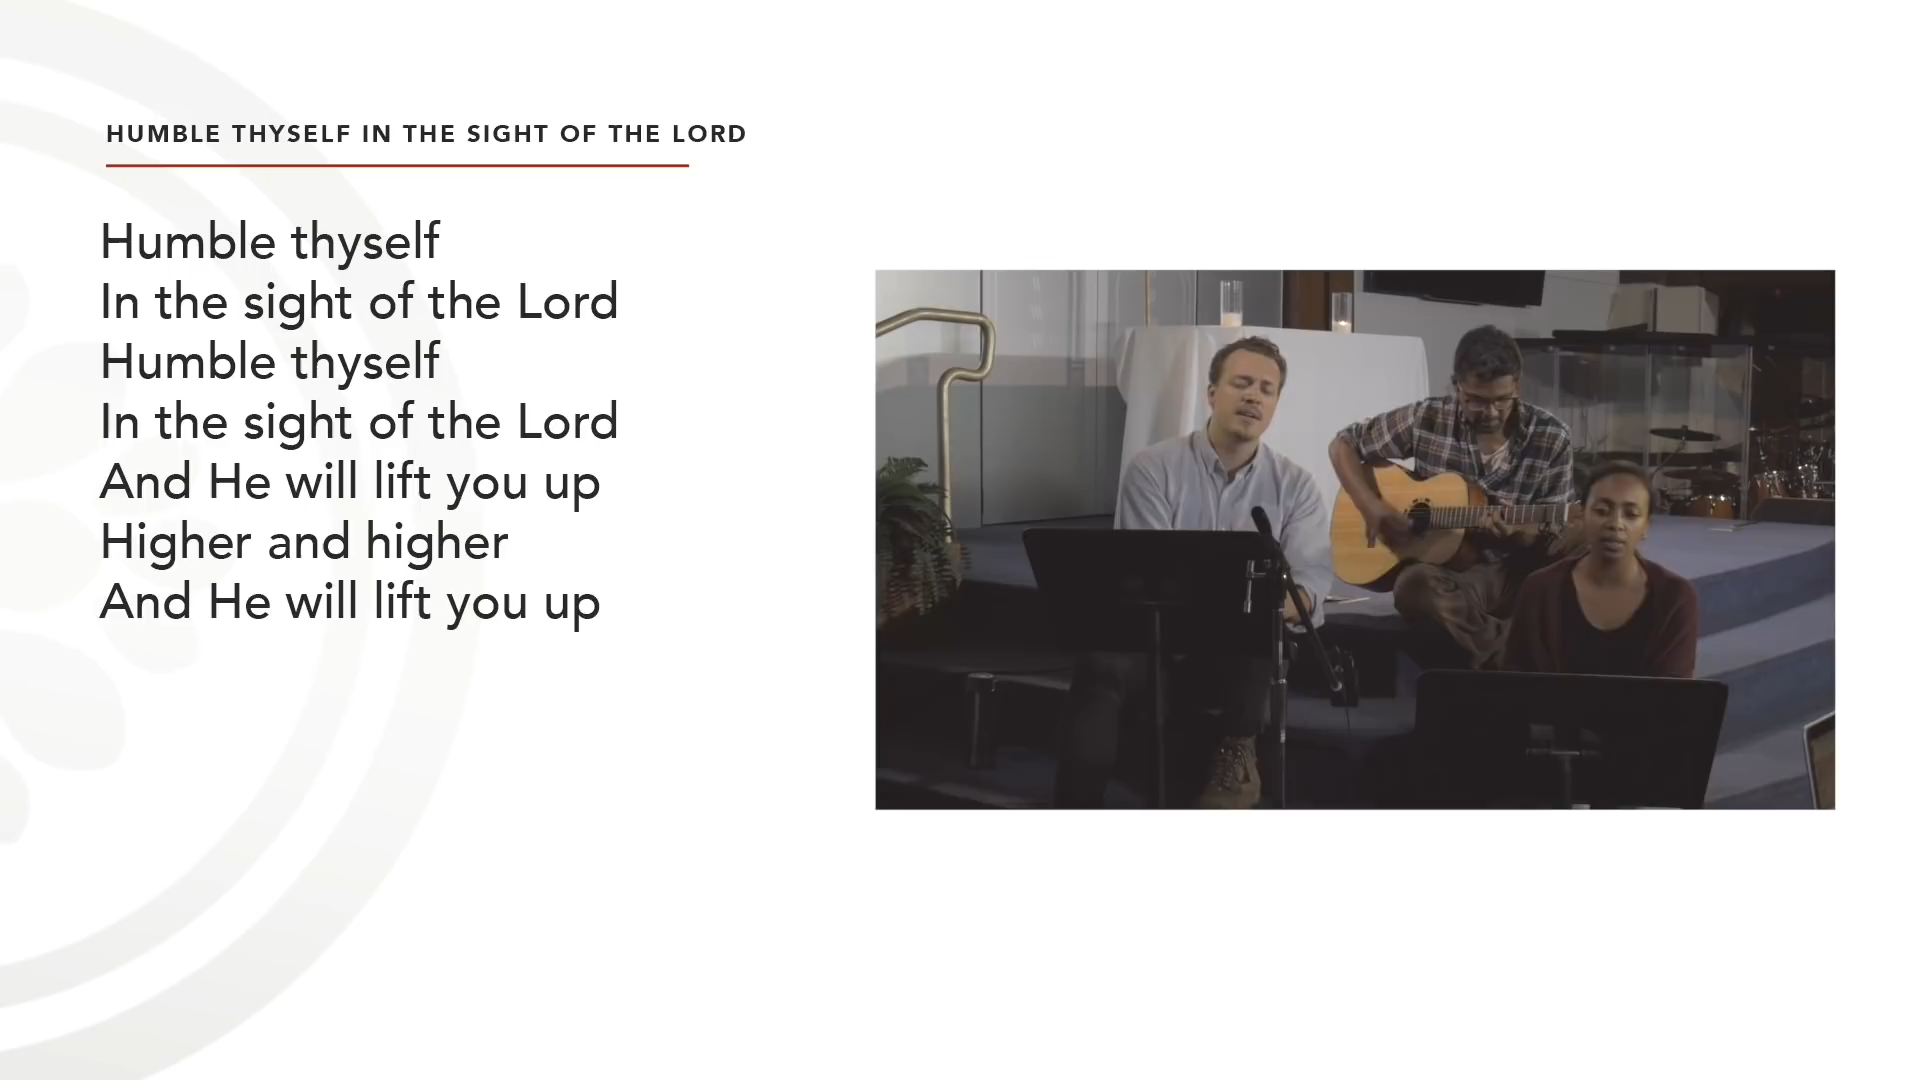 HUMBLE THYSELF IN THE SIGHT OF THE LORD
Humble thyself
In the sight of the Lord
Humble thyself
In the sight of the Lord
And He will lift you up
Higher and higher
And He will lift you up